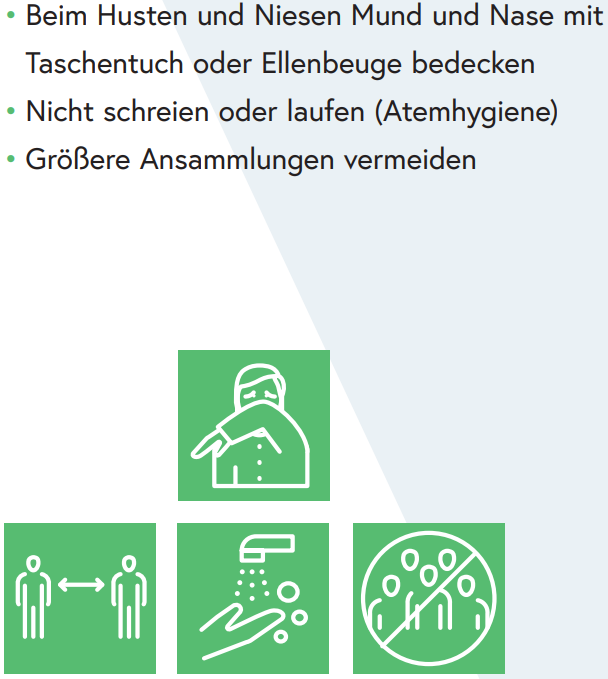 • Beim Husten und Niesen Mund und Nase mit
Taschentuch oder Ellenbeuge bedecken
• Nicht schreien oder laufen (Atemhygiene)
• Größere Ansammlungen vermeiden